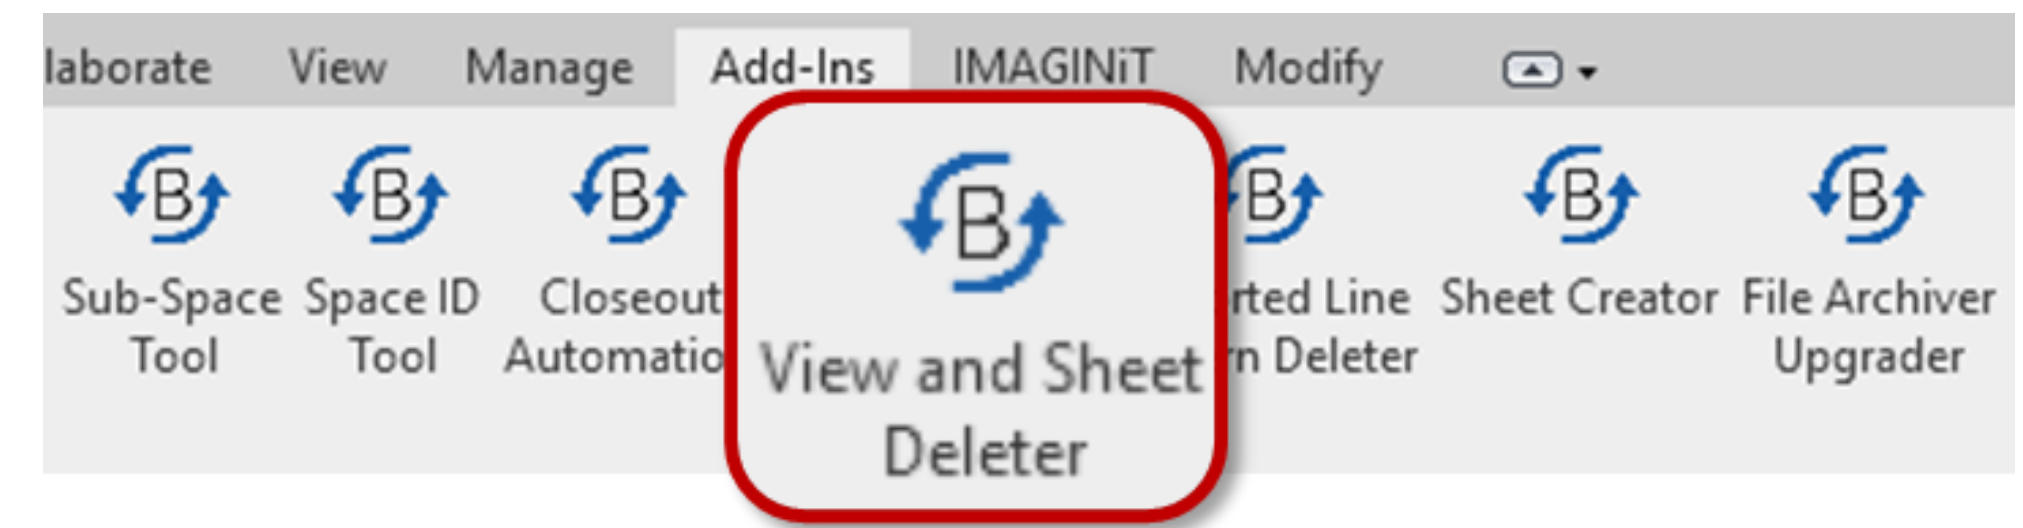 laborate View Manage Add-Ins IMAGINiT Modify
B B B B B B B
Sub-Space Space ID Closeout View and Sheet rted Line Sheet Creator File Archiver
Tool Tool Automatio Deleter rn Deleter Upgrader